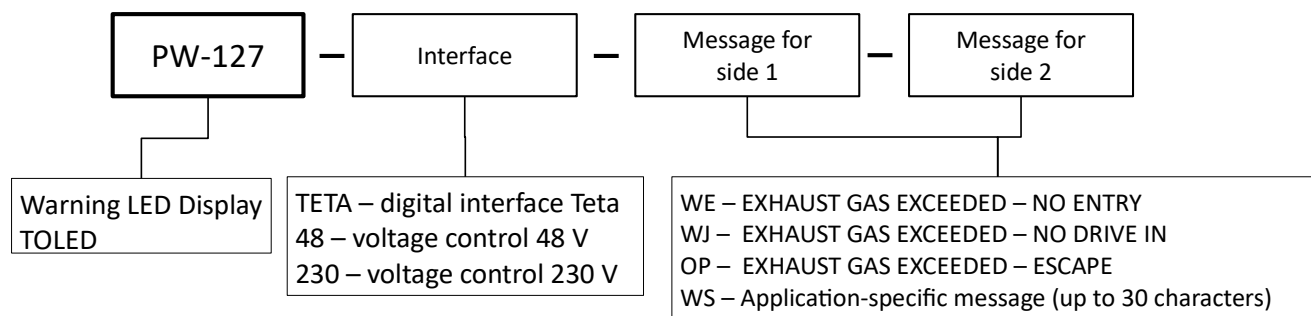 PW-127 – Interface – Message for side 1 – Message for side 2
Warning LED Display
TOLED
TETA – digital interface Teta
48 – voltage control 48 V
230 – voltage control 230 V
WE – EXHAUST GAS EXCEEDED – NO ENTRY
WJ – EXHAUST GAS EXCEEDED – NO DRIVE IN
OP – EXHAUST GAS EXCEEDED – ESCAPE
WS – Application-specific message (up to 30 characters)